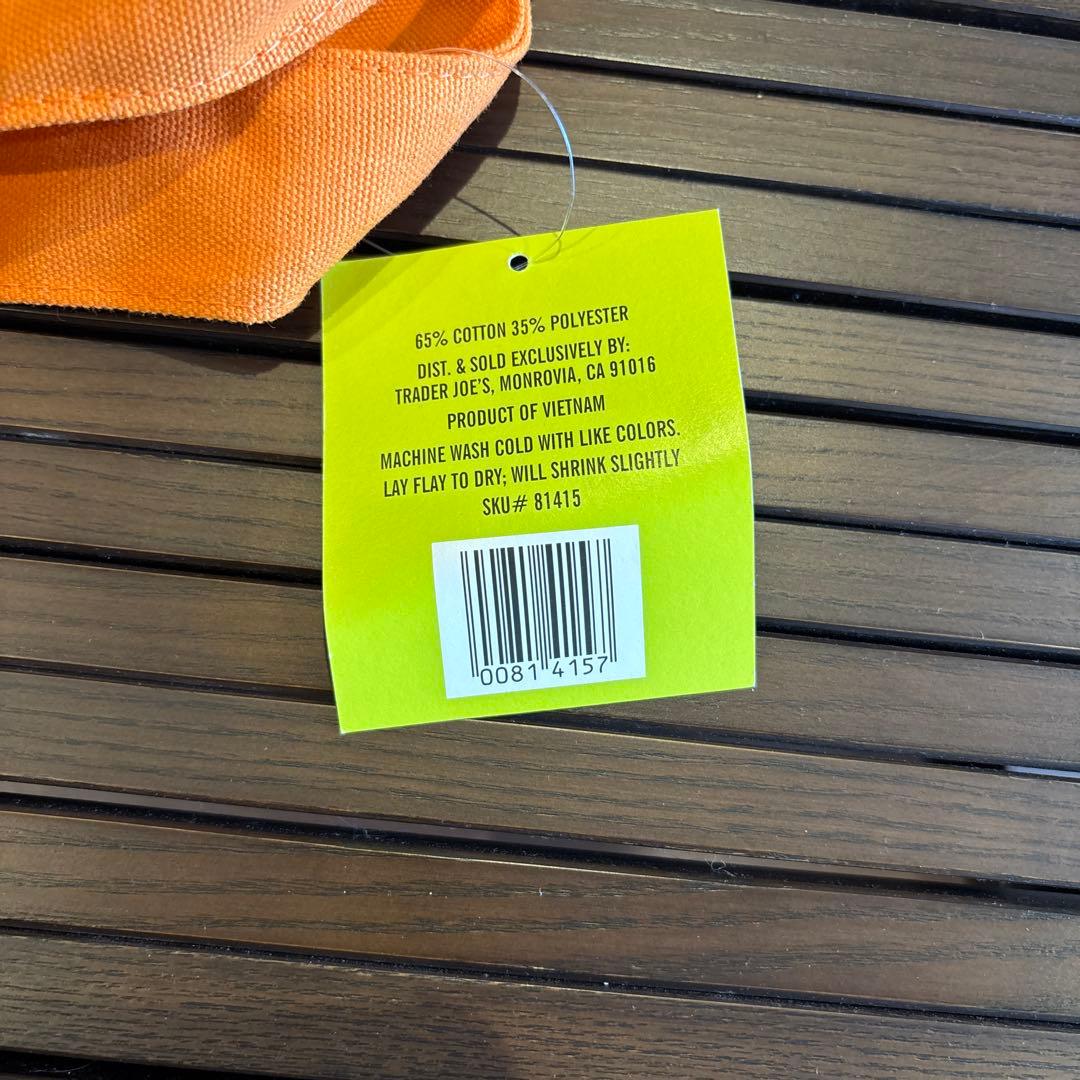 65% COTTON 35% POLYESTER
DIST. & SOLD EXCLUSIVELY BY:
TRADER JOE'S, MONROVIA, CA 91016
PRODUCT OF VIETNAM
MACHINE WASH COLD WITH LIKE COLORS.
LAY FLAY TO DRY; WILL SHRINK SLIGHTLY
SKU# 81415
0081 4157